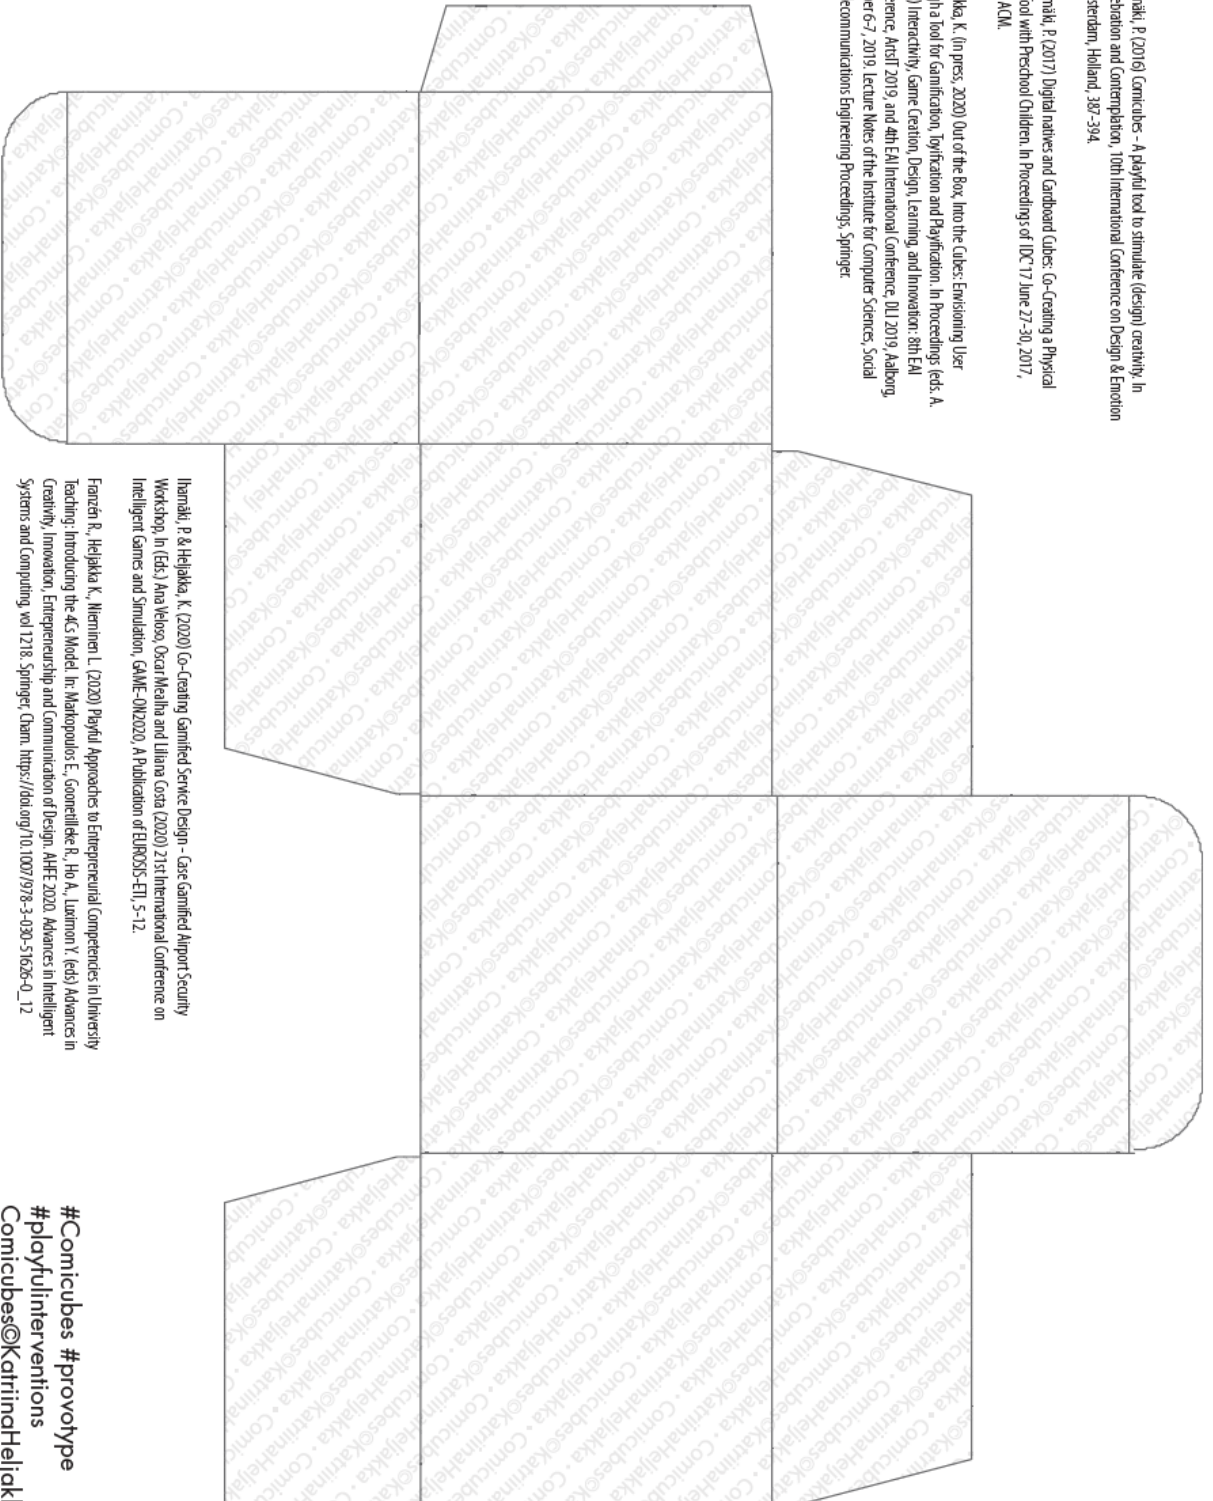 mäki, P. (2016) Comicubes – A playful tool to stimulate (design) creativity. In
ebration and Contemplation, 10th International Conference on Design & Emotion
sterdam, Holland, 387-394.
mäki, P. (2017) Digital natives and Cardboard Cubes: Co-Creating a Physical
ool with Preschool Children. In Proceedings of IDC'17 June 27–30, 2017,
ACM.
kka, K. (in press, 2020) Out of the Box, Into the Cubes: Envisioning User
gh a Tool for Gamification, Toyification and Playification. In Proceedings (eds. A.
) Interactivity, Game Creation, Design, Learning, and Innovation: 8th EAI
erence, ArtsIT 2019, and 4th EAI International Conference, DLI 2019, Aalborg,
er 6-7, 2019. Lecture Notes of the Institute for Computer Sciences, Social
ecommunications Engineering Proceedings, Springer.
Ihamäki, P. & Heljakka, K. (2020) Co-Creating Gamified Service Design – Case Gamified Airport Security
Workshop, In (Eds.) Ana Veloso, Oscar Mealha and Liliana Costa (2020) 21st International Conference on
Intelligent Games and Simulation, GAME-ON2020, A Publication of EUROSIS-ETI, 5-12.
Franzén R., Heljakka K., Nieminen L. (2020) Playful Approaches to Entrepreneurial Competencies in University
Teaching: Introducing the 4Cs Model. In: Markopoulos E., Goonetilleke R., Ho A., Luximon Y. (eds) Advances in
Creativity, Innovation, Entrepreneurship and Communication of Design. AHFE 2020. Advances in Intelligent
Systems and Computing, vol 1218. Springer, Cham. https://doi.org/10.1007/978-3-030-51626-0_12
#Comicubes #provotype
#playfulinterventions
Comicubes©KatriinaHeljak